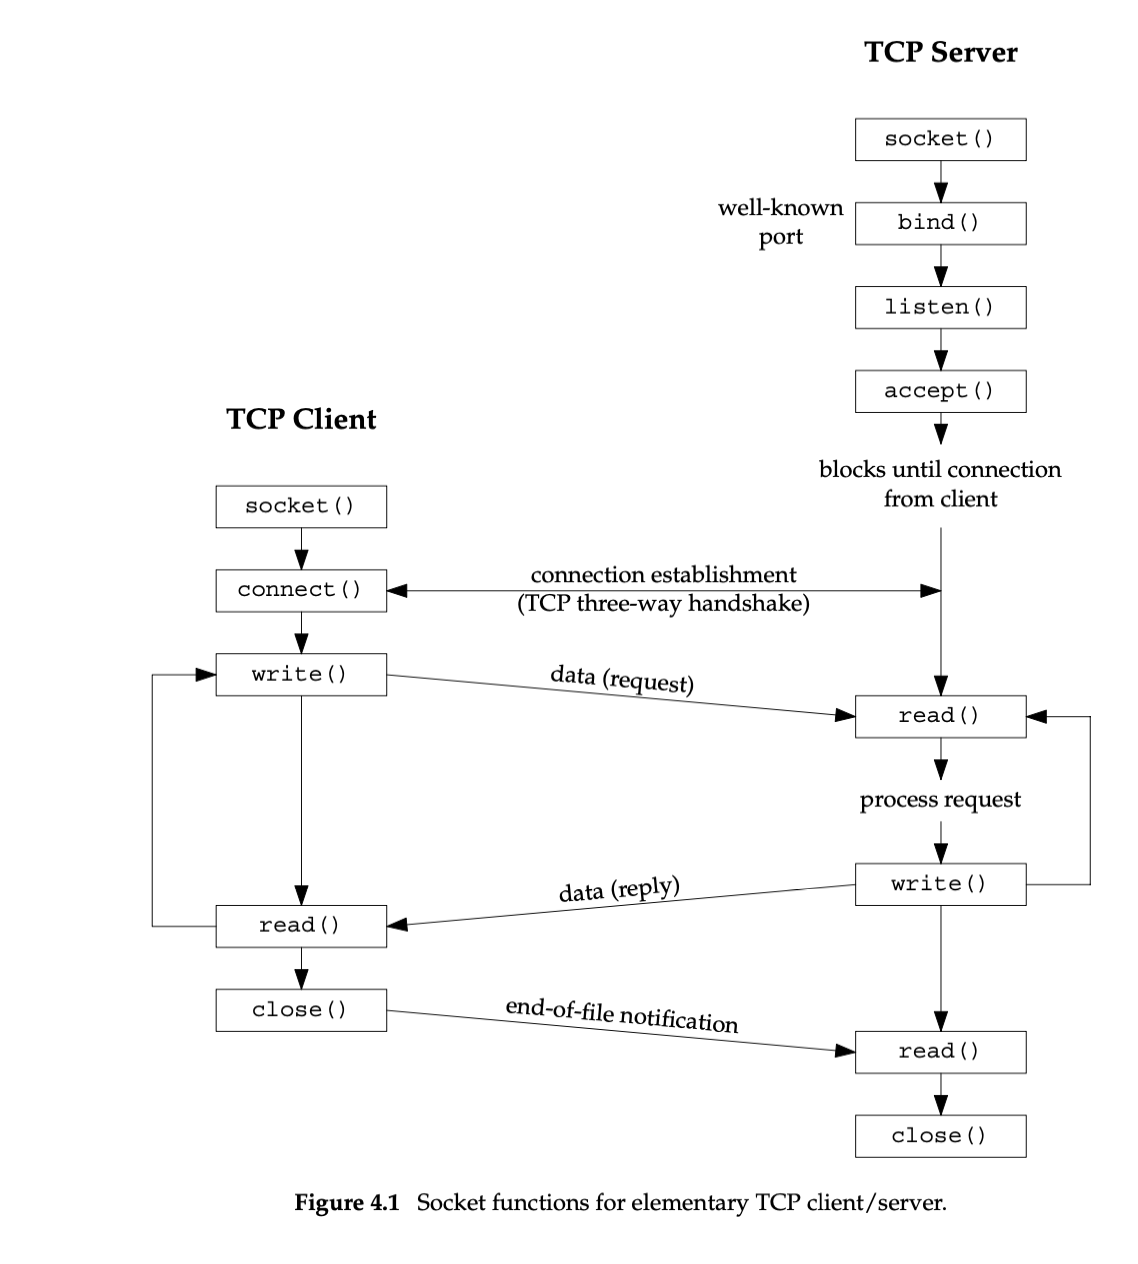 TCP Server
socket()
well-known
port
bind()
listen()
accept()
blocks until connection
from client
TCP Client
socket()
connect()
connection establishment
(TCP three-way handshake)
write()
data (request)
read()
process request
write()
data (reply)
read()
close()
end-of-file notification
read()
close()
Figure 4.1 Socket functions for elementary TCP client/server.